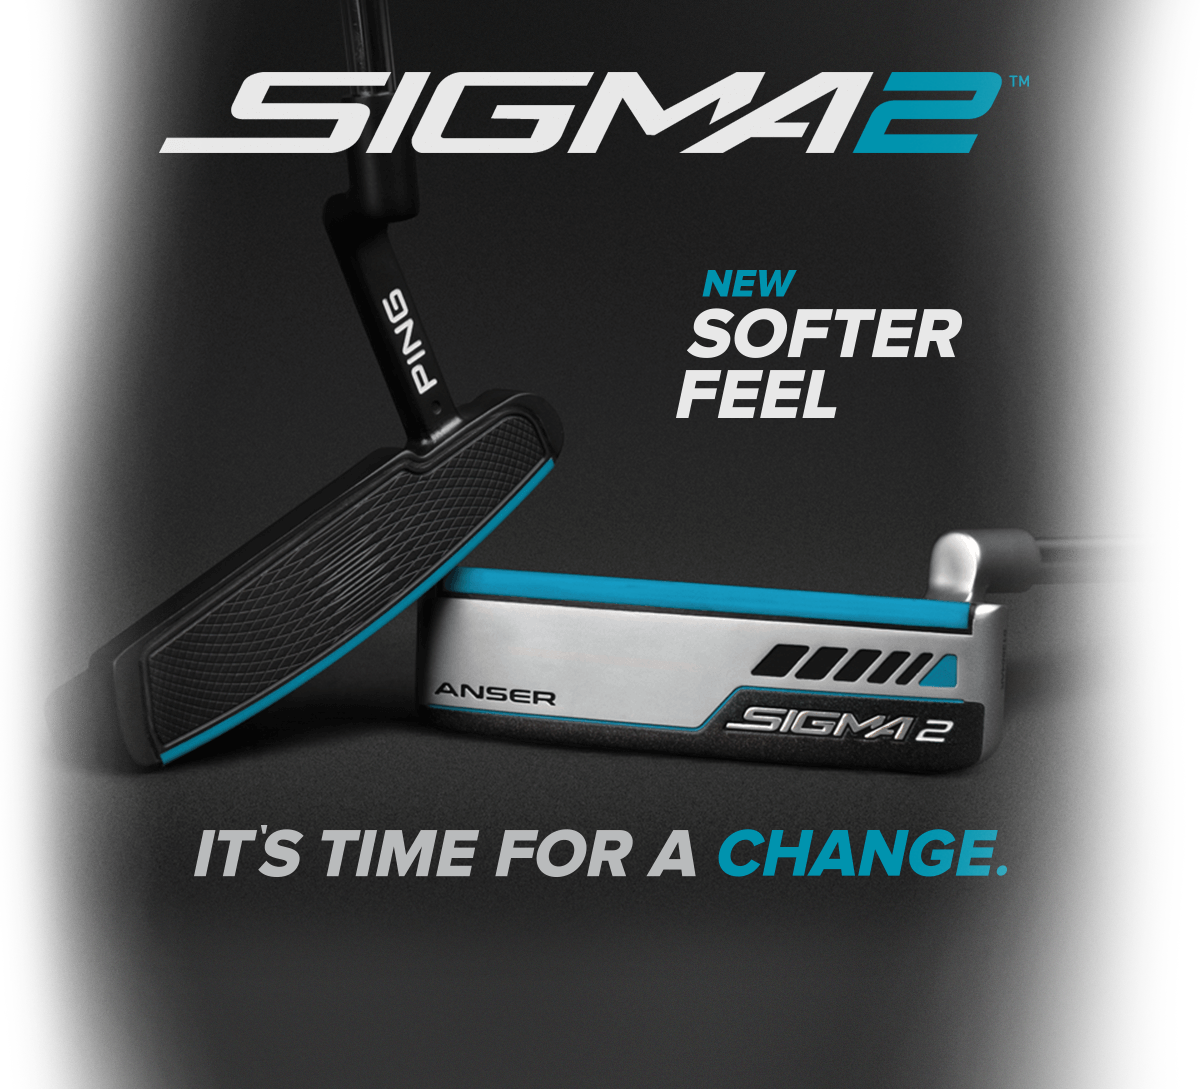 SIGMA2™
NEW
SOFTER
FEEL
PING
ANSER
SIGMA 2
IT'S TIME FOR A CHANGE.